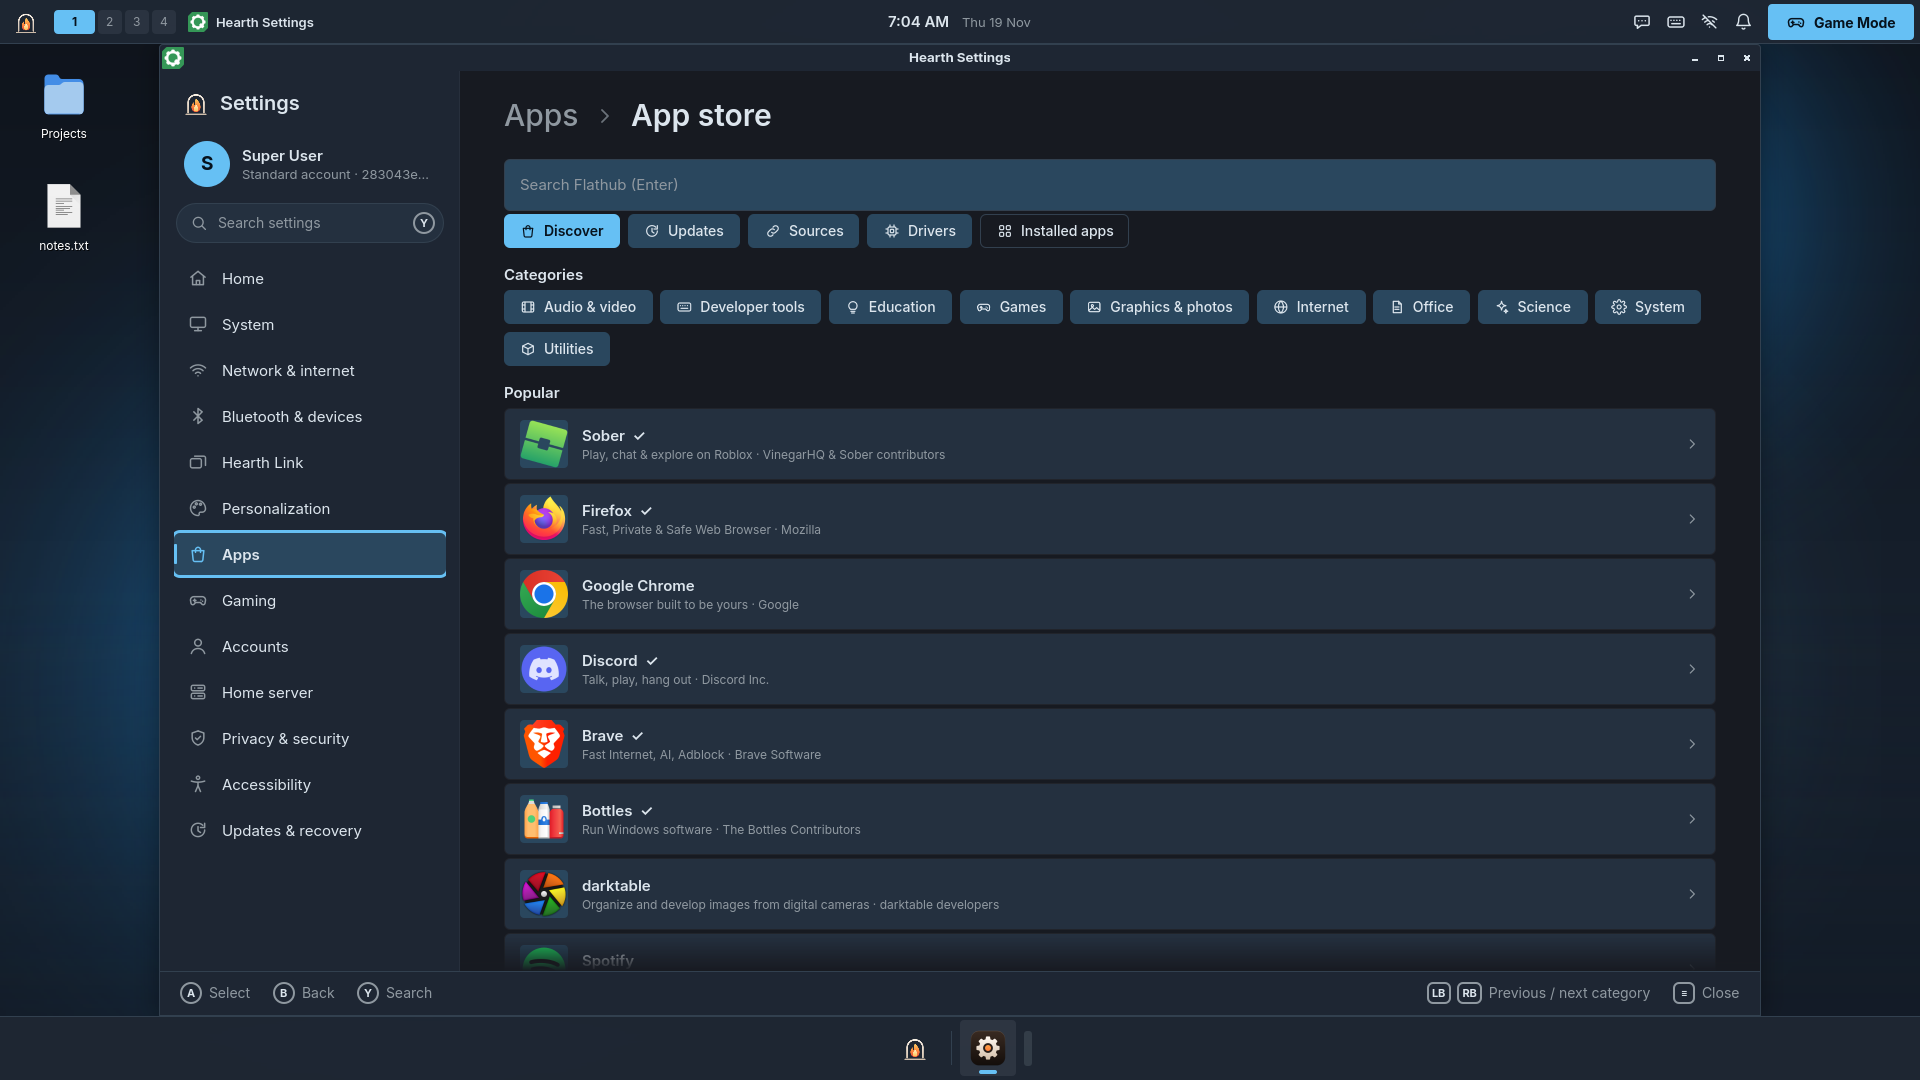 1 2 3 4 Hearth Settings 7:04 AM Thu 19 Nov Game Mode
Hearth Settings
Projects
notes.txt
Settings
S Super User
Standard account · 283043e...
Search settings Y
Home
System
Network & internet
Bluetooth & devices
Hearth Link
Personalization
Apps
Gaming
Accounts
Home server
Privacy & security
Accessibility
Updates & recovery
Apps > App store
Search Flathub (Enter)
Discover Updates Sources Drivers Installed apps
Categories
Audio & video Developer tools Education Games Graphics & photos Internet Office Science System
Utilities
Popular
Sober
Play, chat & explore on Roblox · VinegarHQ & Sober contributors
Firefox
Fast, Private & Safe Web Browser · Mozilla
Google Chrome
The browser built to be yours · Google
Discord
Talk, play, hang out · Discord Inc.
Brave
Fast Internet, AI, Adblock · Brave Software
Bottles
Run Windows software · The Bottles Contributors
darktable
Organize and develop images from digital cameras · darktable developers
Spotify
A Select B Back Y Search LB RB Previous / next category Close